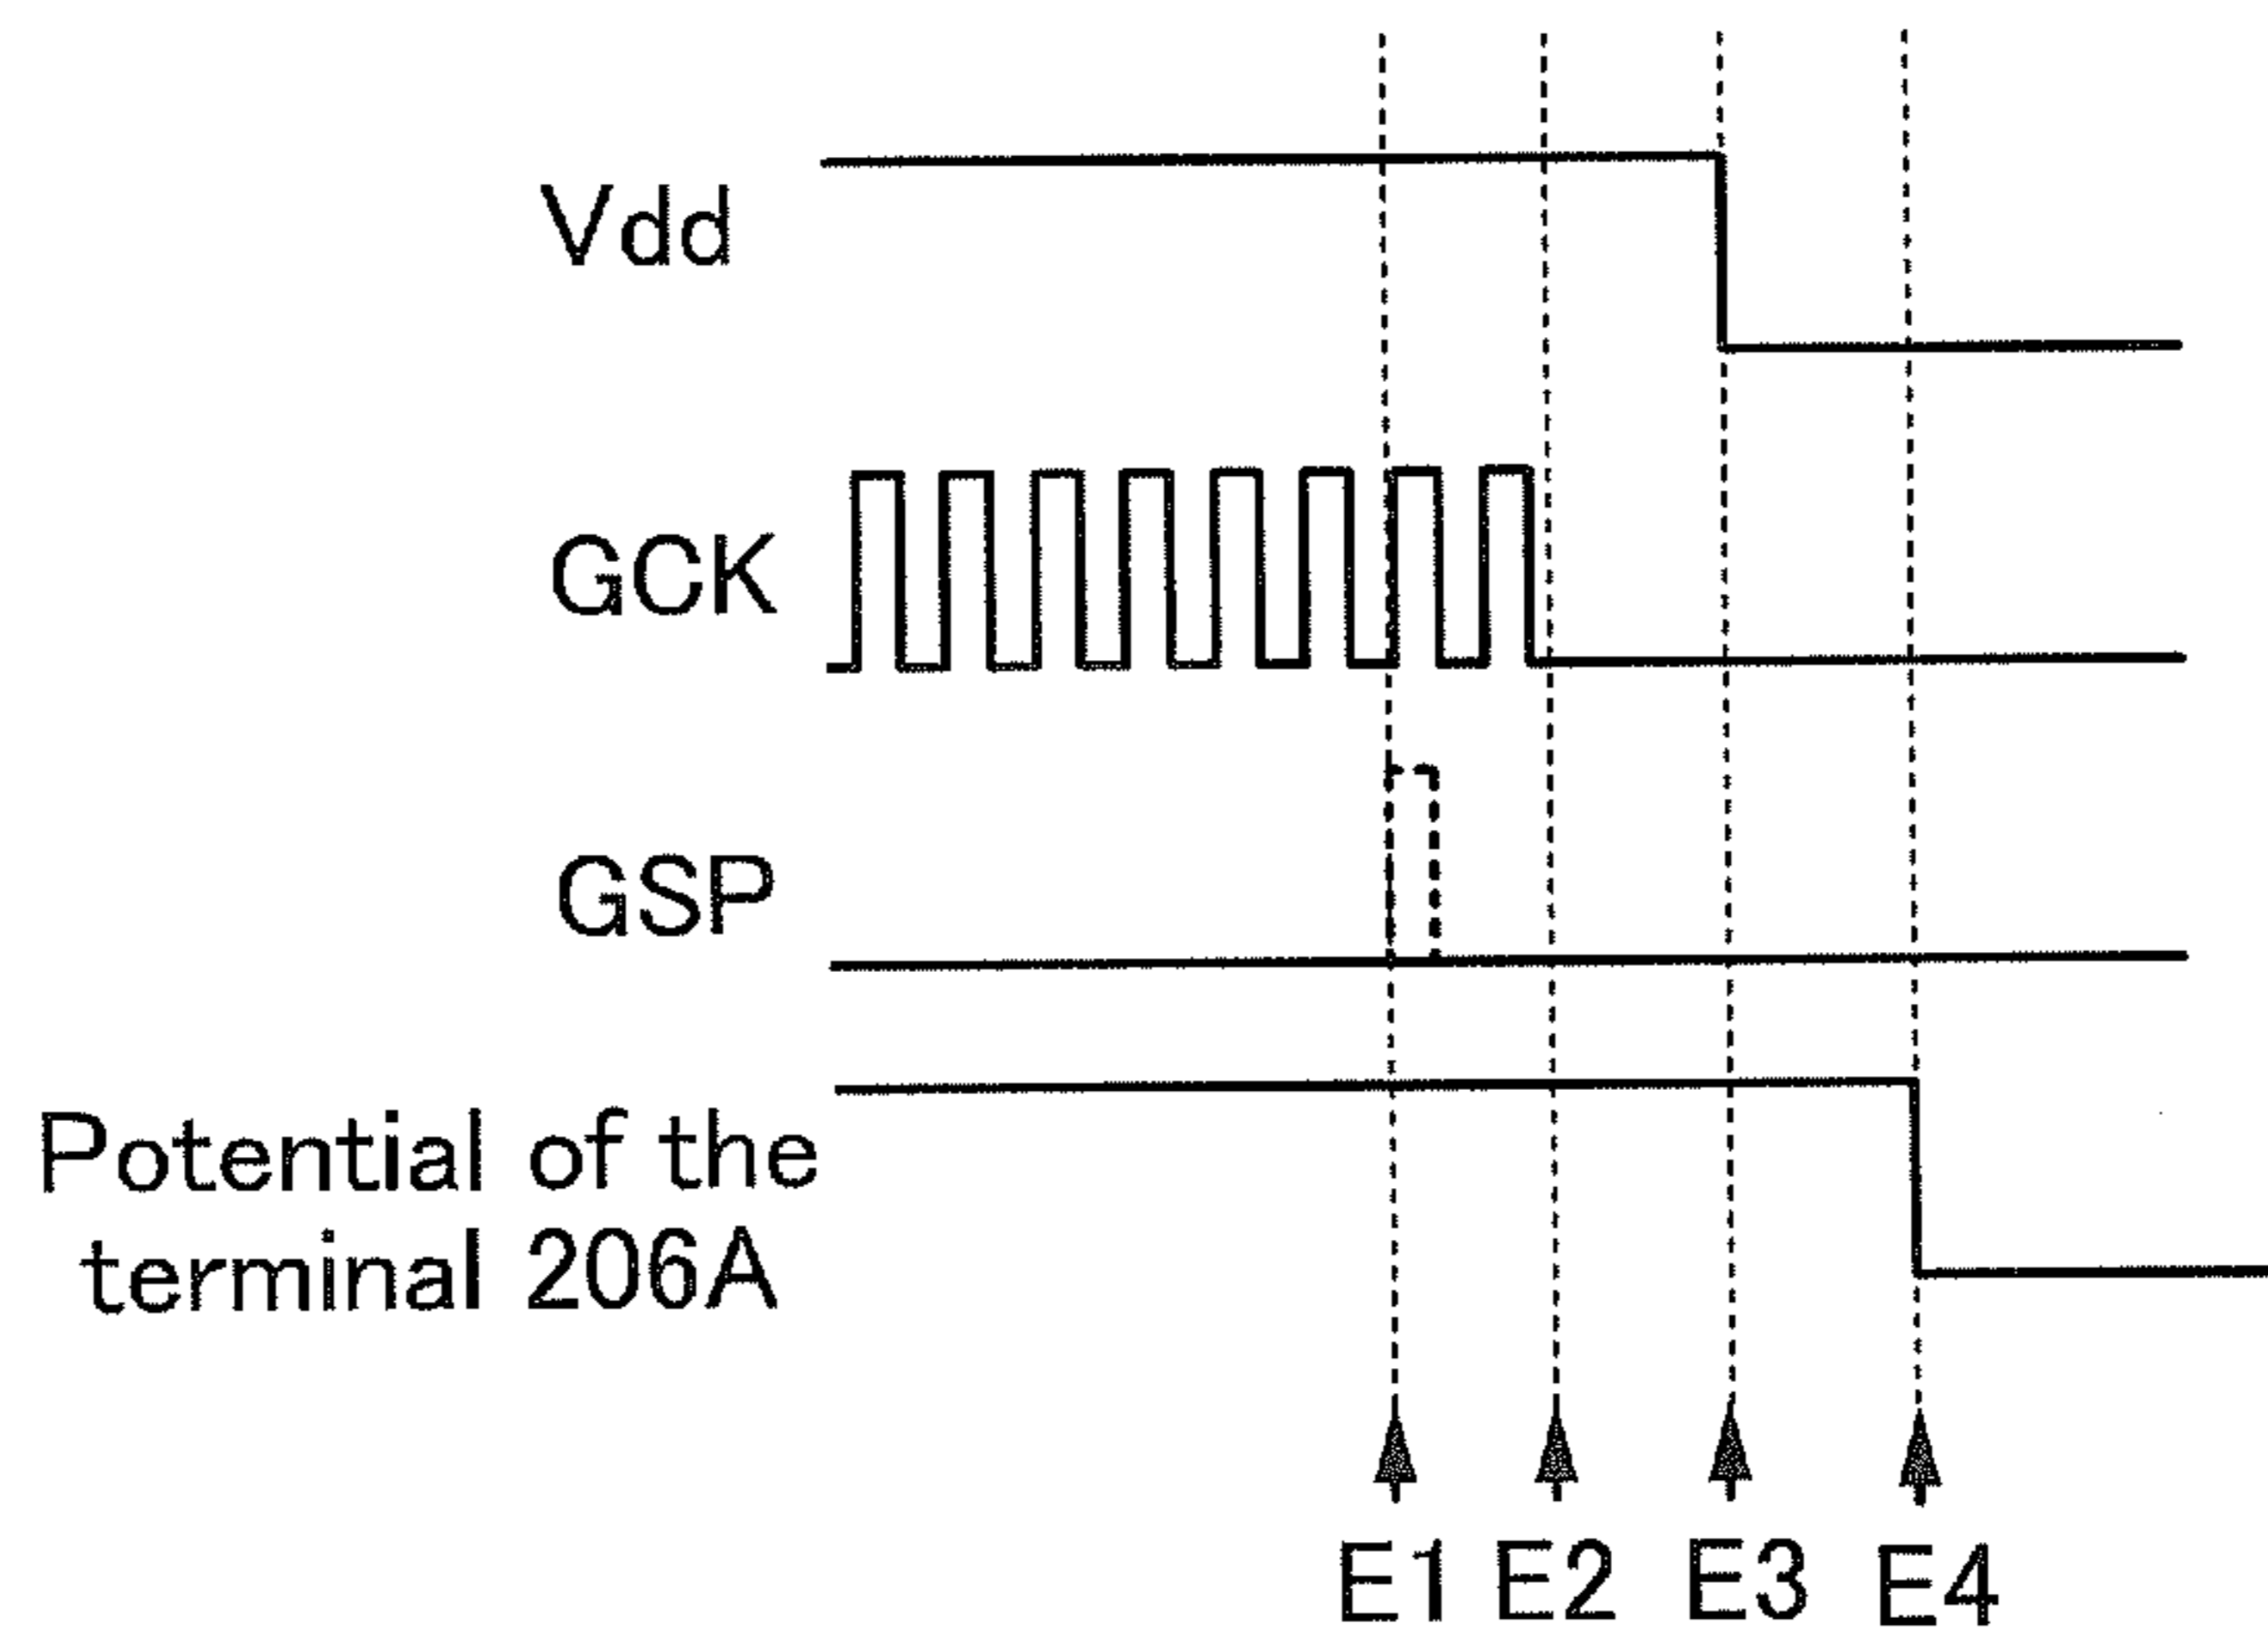 Vdd
GCK
GSP
Potential of the
terminal 206A
E1 E2 E3 E4